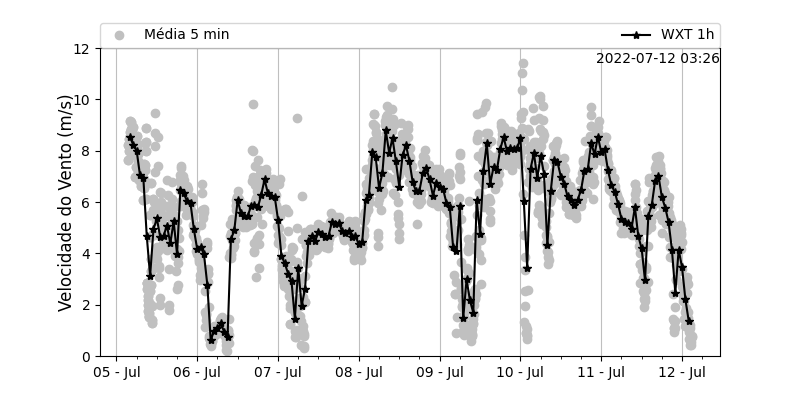 Média 5 min
WXT 1h
2022-07-12 03:26
Velocidade do Vento (m/s)
12
10
8
6
4
2
0
05 - Jul
06 - Jul
07 - Jul
08 - Jul
09 - Jul
10 - Jul
11 - Jul
12 - Jul